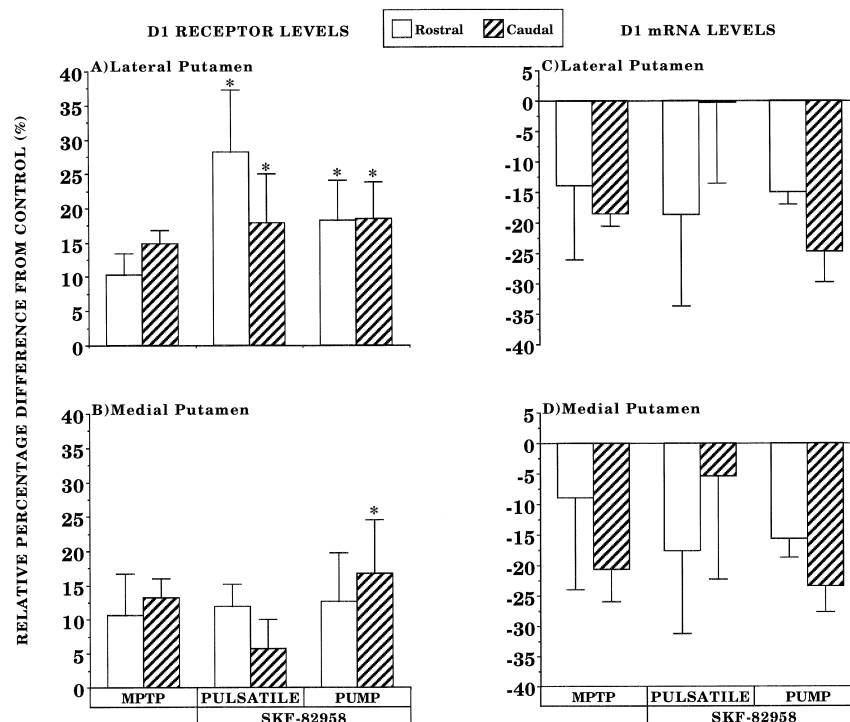 D1 RECEPTOR LEVELS
Rostral
Caudal
D1 mRNA LEVELS
RELATIVE PERCENTAGE DIFFERENCE FROM CONTROL (%)
A)Lateral Putamen
40
35
30
25
20
15
10
5
0
*
*
*
*
C)Lateral Putamen
5
0
-5
-10
-15
-20
-25
-30
-35
-40
B)Medial Putamen
40
35
30
25
20
15
10
5
0
*
MPTP
PULSATILE
PUMP
SKF-82958
D)Medial Putamen
5
0
-5
-10
-15
-20
-25
-30
-35
-40
MPTP
PULSATILE
PUMP
SKF-82958